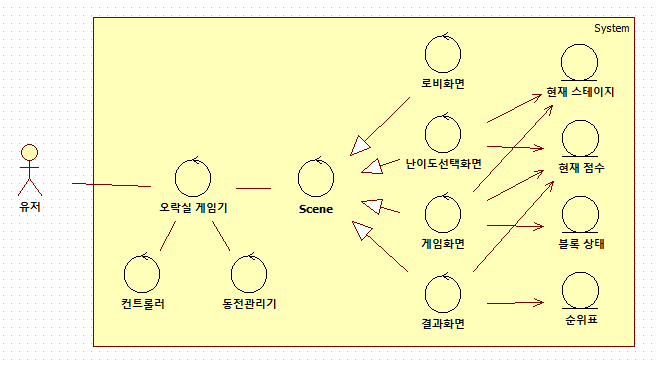 System
로비화면
현재 스테이지
난이도선택화면
현재 점수
유저
오락실 게임기
Scene
게임화면
블록 상태
컨트롤러
동전관리기
결과화면
순위표